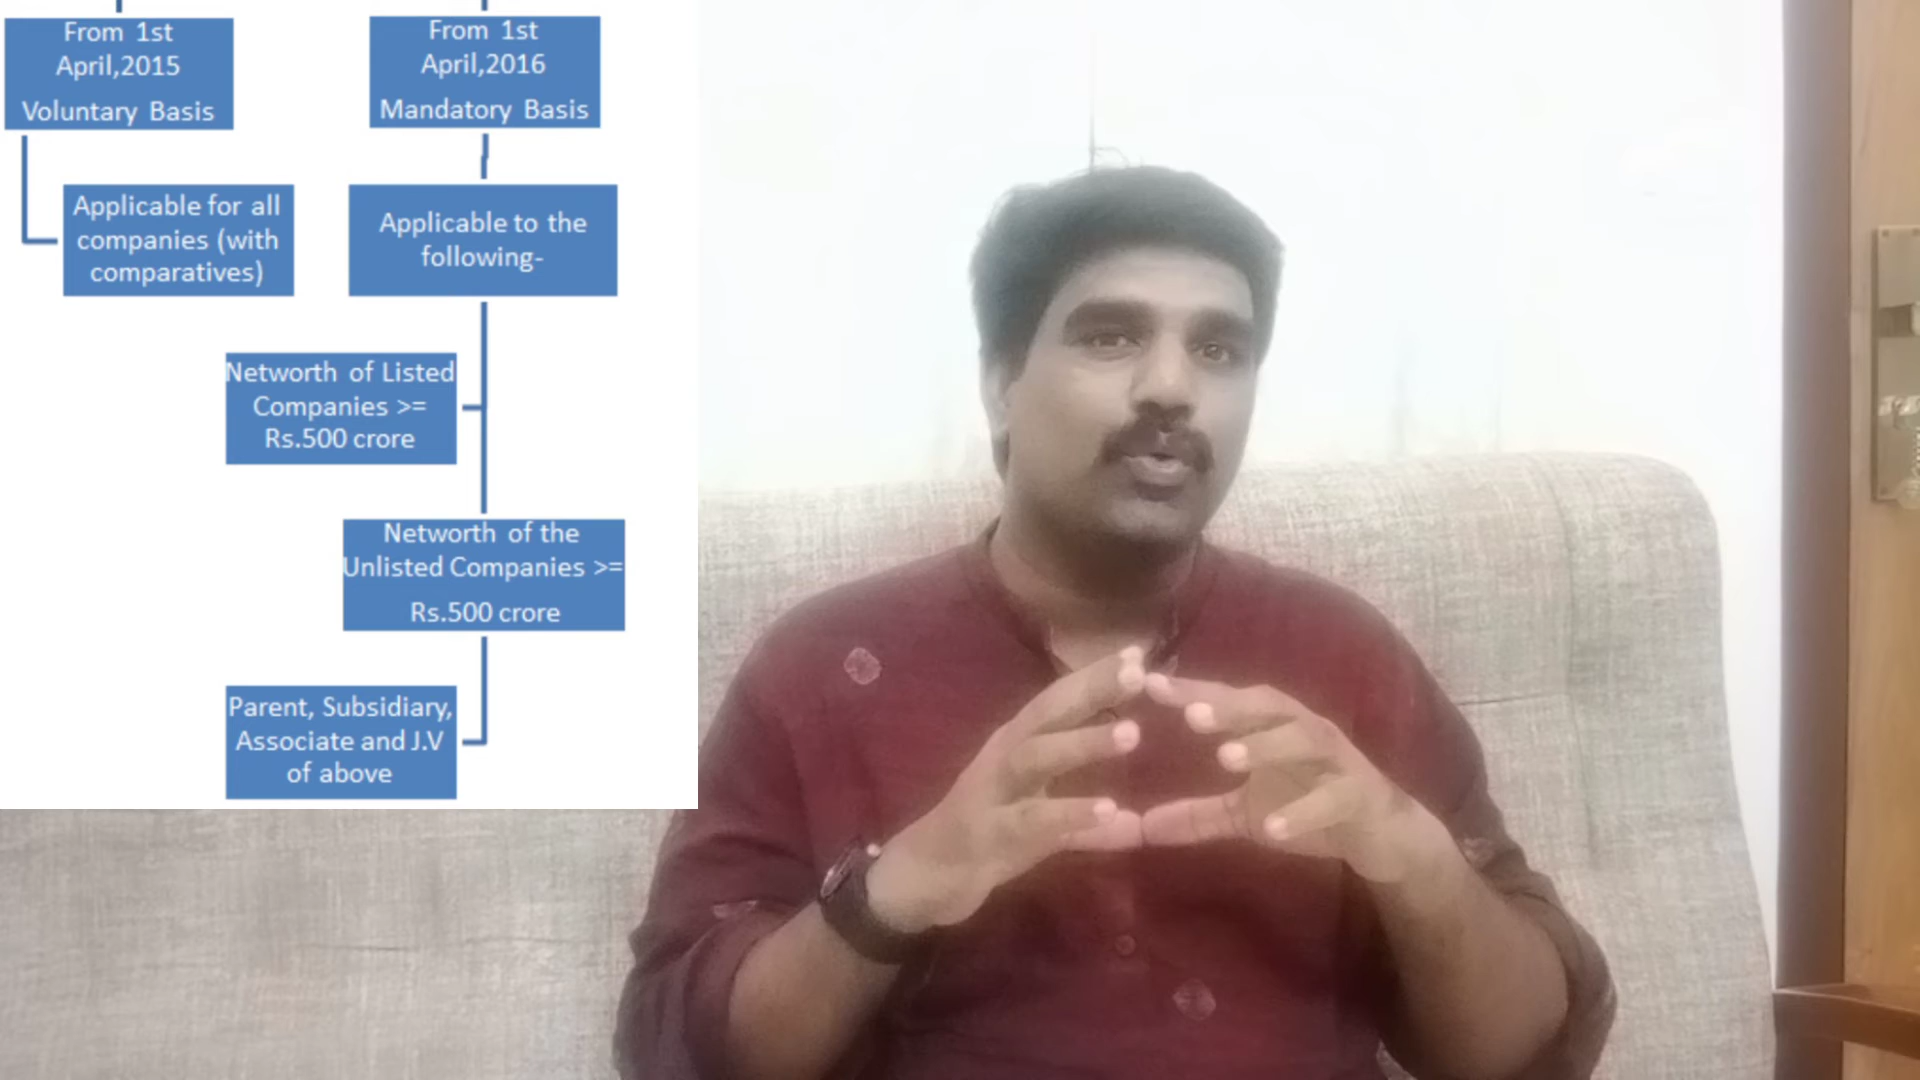 From 1st
April,2015
Voluntary Basis
Applicable for all
companies (with
comparatives)
From 1st
April,2016
Mandatory Basis
Applicable to the
following-
Networth of Listed
Companies >=
Rs.500 crore
Networth of the
Unlisted Companies >=
Rs.500 crore
Parent, Subsidiary,
Associate and J.V
of above